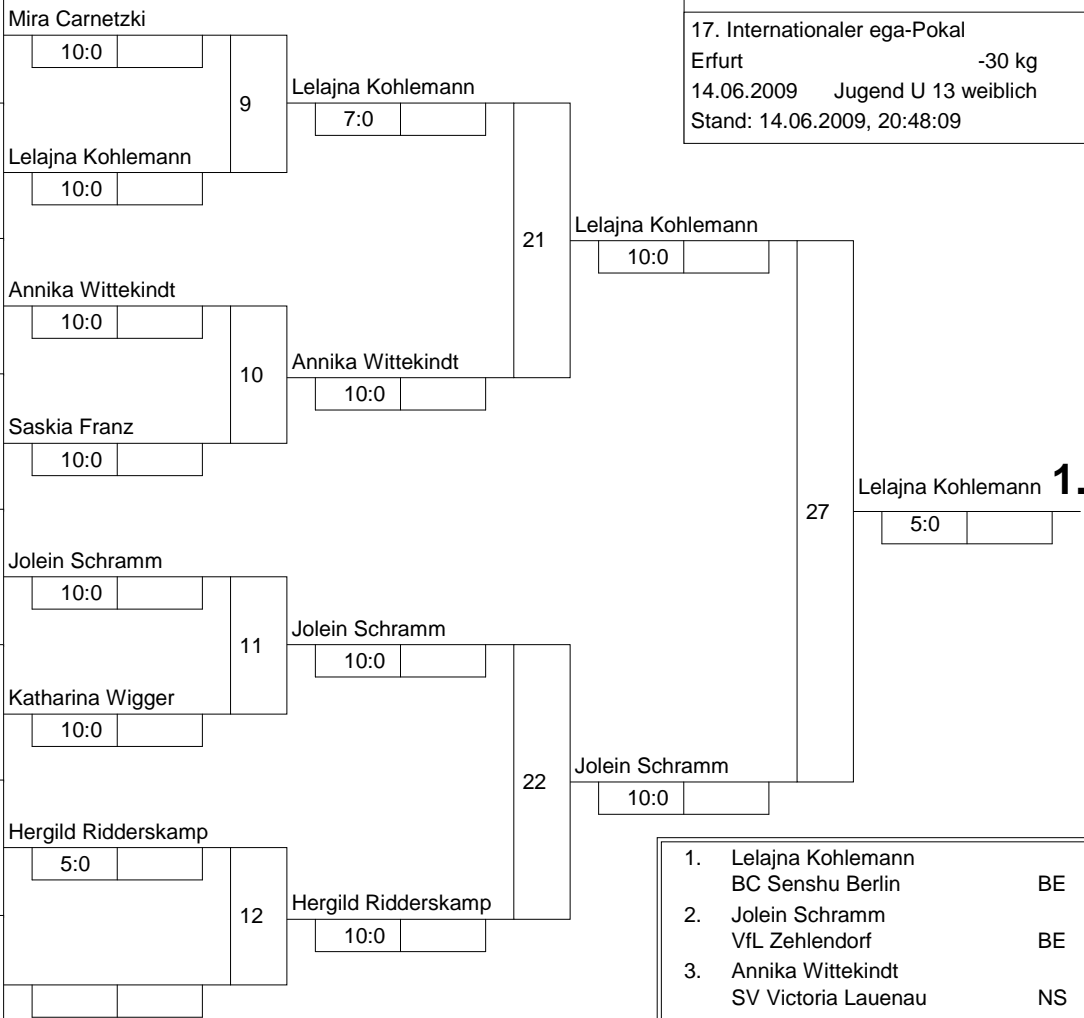 17. Internationaler ega-Pokal
Erfurt -30 kg
14.06.2009 Jugend U 13 weiblich
Stand: 14.06.2009, 20:48:09
Mira Carnetzki
10:0
9
Lelajna Kohlemann
7:0
Lelajna Kohlemann
10:0
21
Lelajna Kohlemann
10:0
Annika Wittekindt
10:0
10
Annika Wittekindt
10:0
Saskia Franz
10:0
27
Lelajna Kohlemann 1.
5:0
Jolein Schramm
10:0
11
Jolein Schramm
10:0
Katharina Wigger
10:0
22
Jolein Schramm
10:0
Hergild Ridderskamp
5:0
12
Hergild Ridderskamp
10:0
1. Lelajna Kohlemann
BC Senshu Berlin BE
2. Jolein Schramm
VfL Zehlendorf BE
3. Annika Wittekindt
SV Victoria Lauenau NS